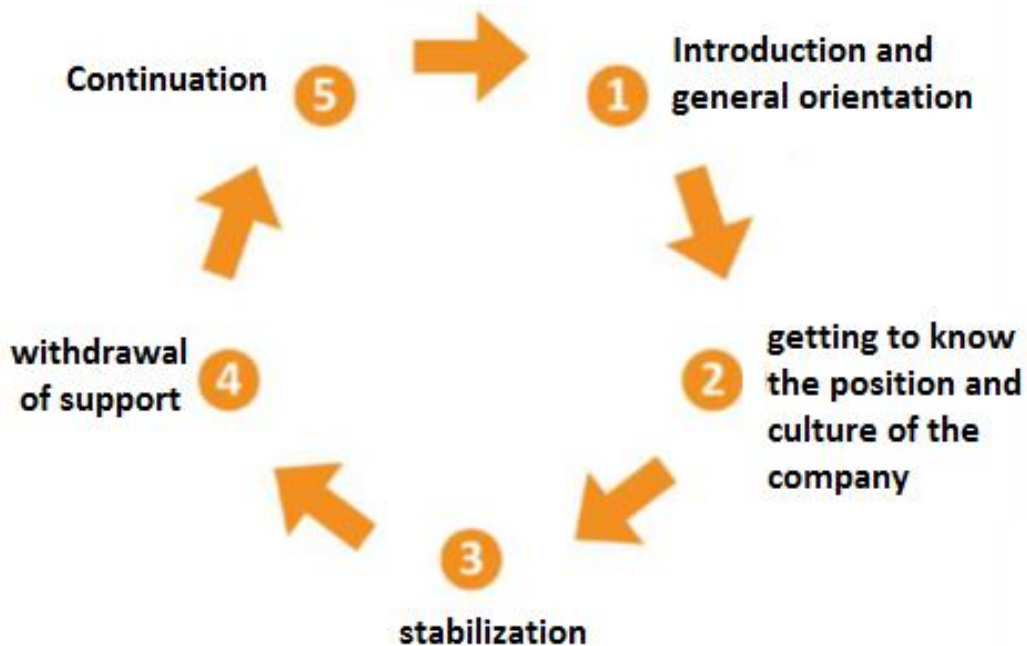 1
Introduction and
general orientation
2
getting to know
the position and
culture of the
company
3
stabilization
4
withdrawal
of support
5
Continuation